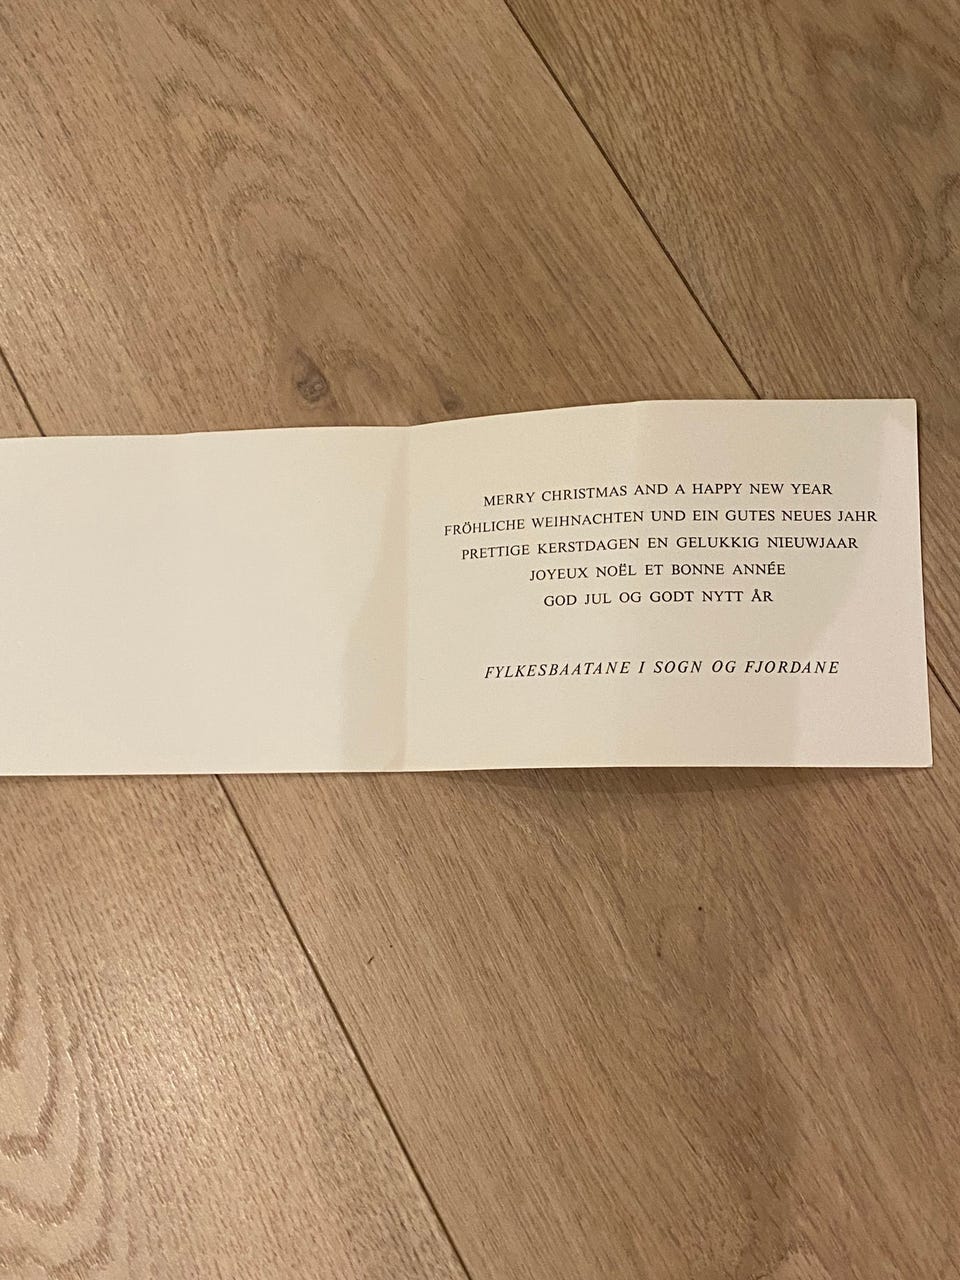 MERRY CHRISTMAS AND A HAPPY NEW YEAR
FRÖHLICHE WEIHNACHTEN UND EIN GUTES NEUES JAHR
PRETTIGE KERSTDAGEN EN GELUKKIG NIEUWJAAR
JOYEUX NOËL ET BONNE ANNÉE
GOD JUL OG GODT NYTT ÅR
FYLKESBAATANE I SOGN OG FJORDANE